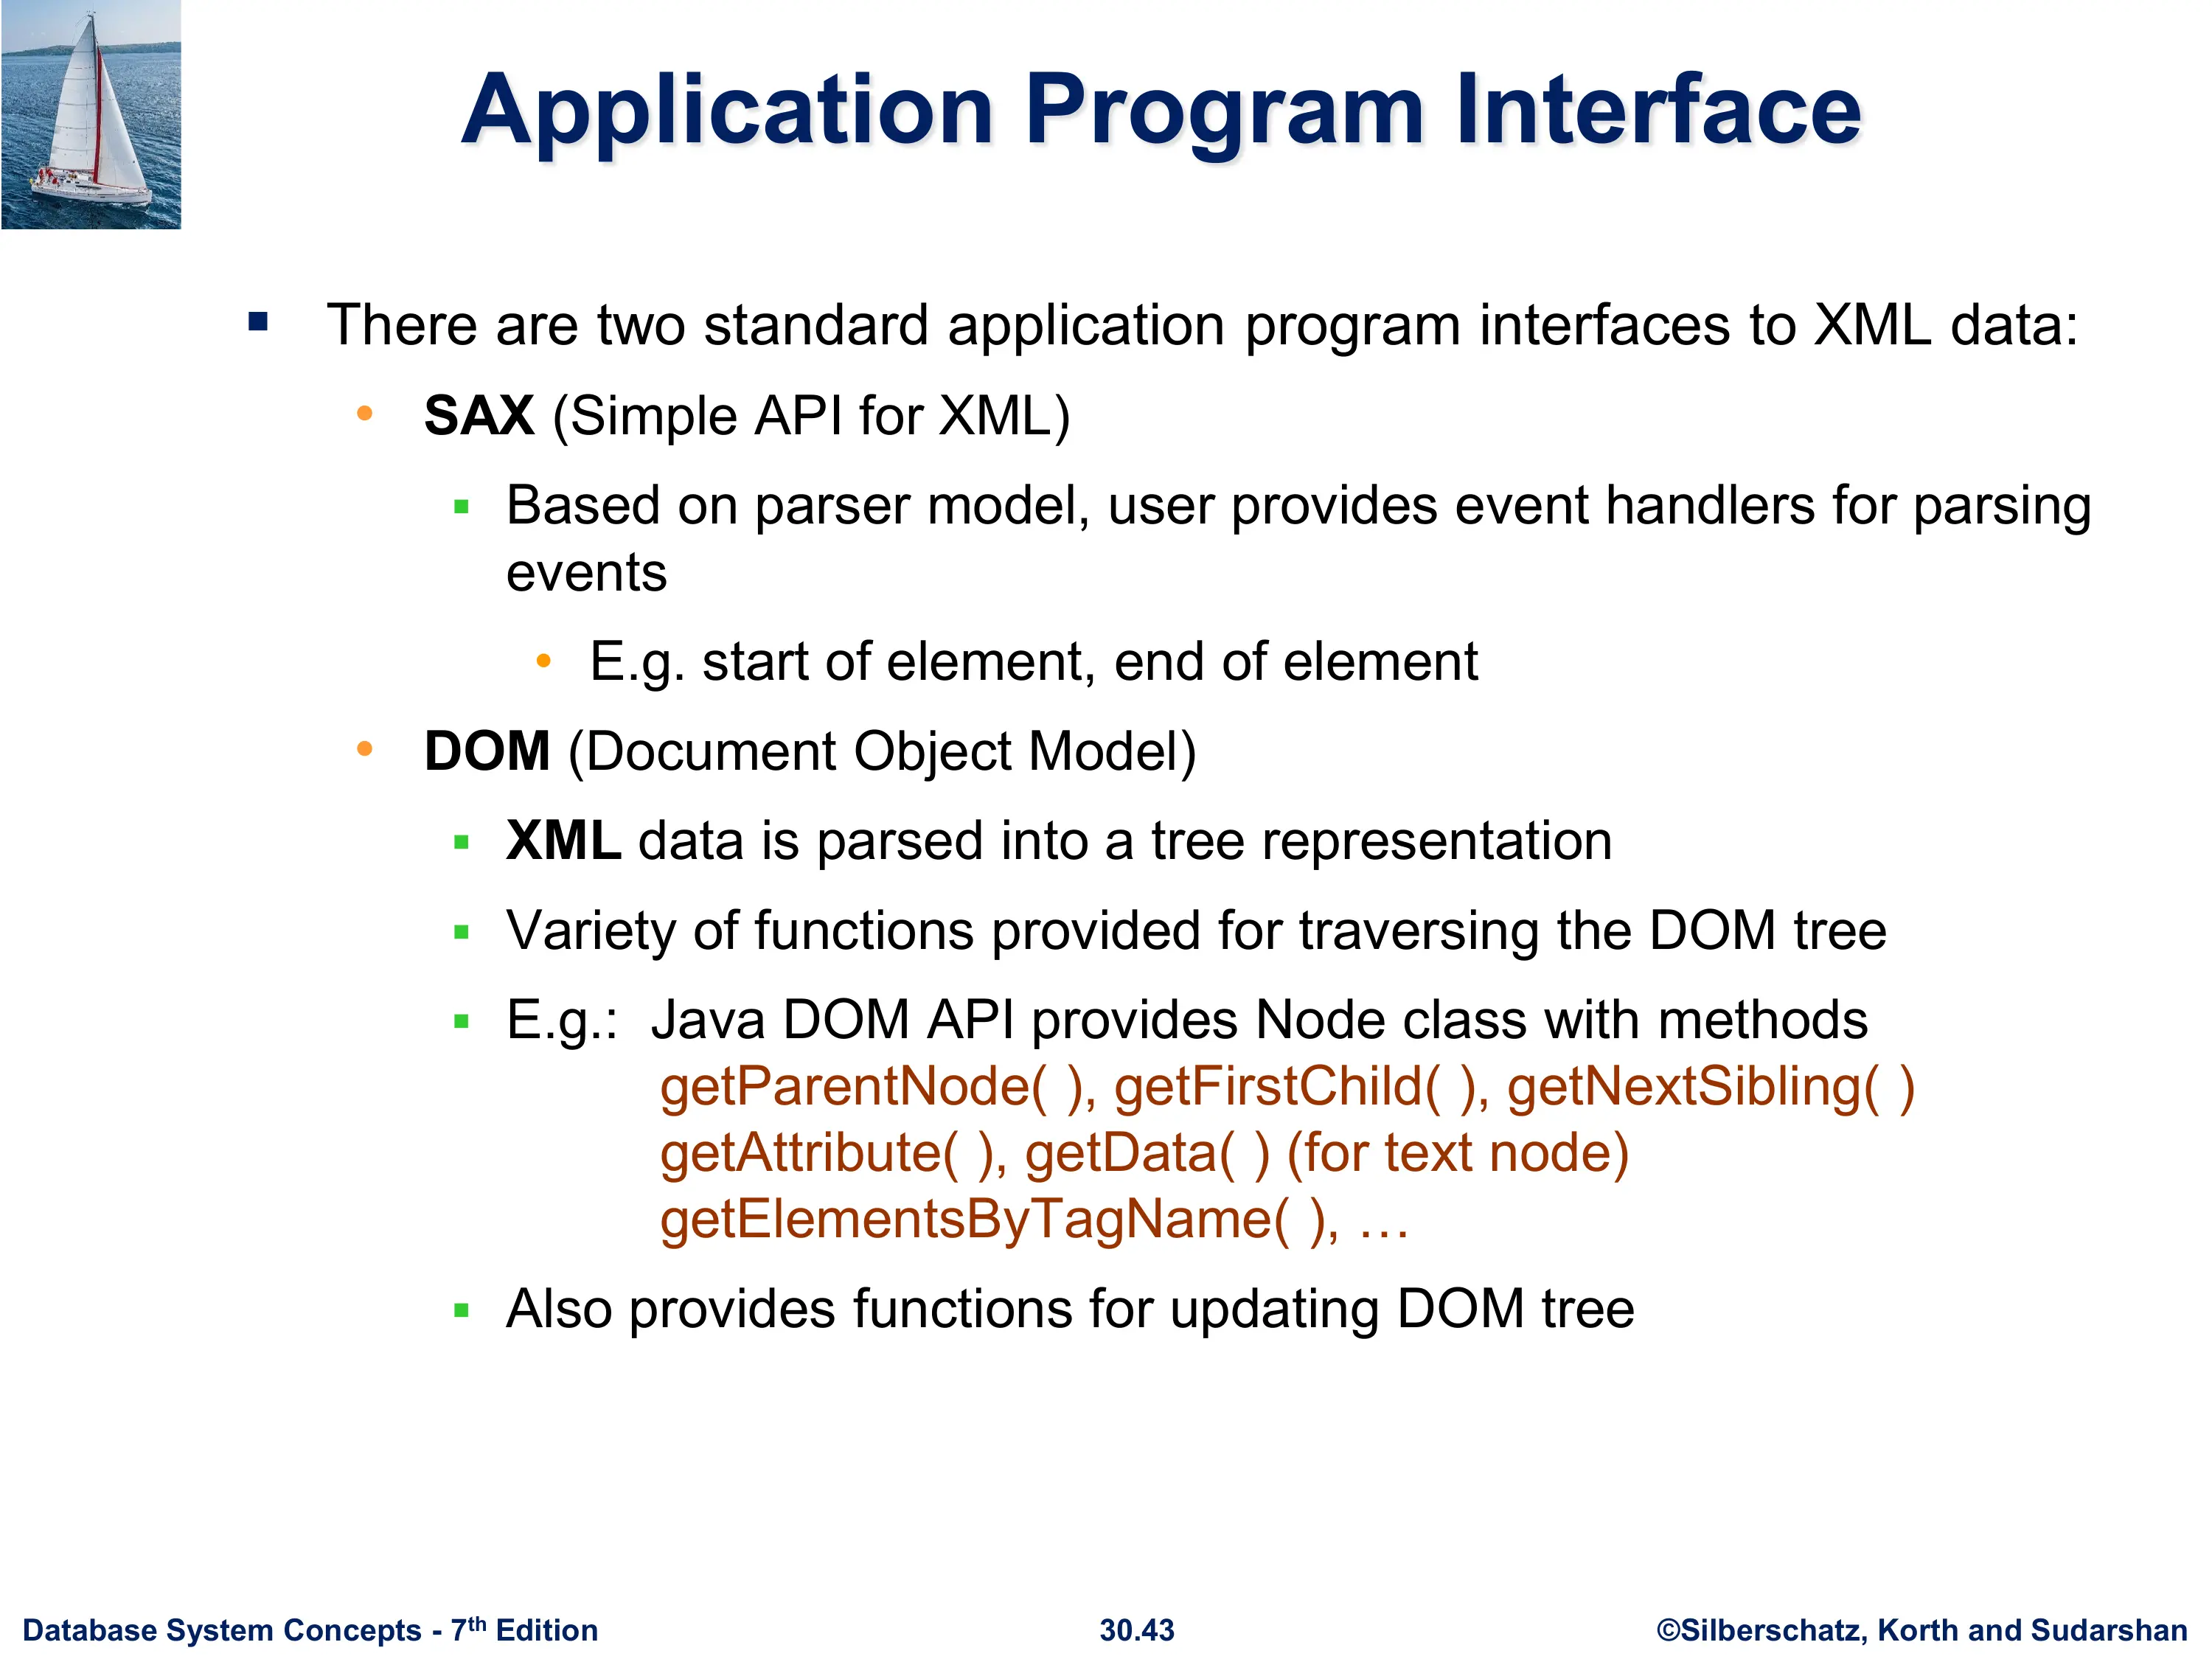 Application Program Interface
▪ There are two standard application program interfaces to XML data:
• SAX (Simple API for XML)
▪ Based on parser model, user provides event handlers for parsing
events
• E.g. start of element, end of element
• DOM (Document Object Model)
▪ XML data is parsed into a tree representation
▪ Variety of functions provided for traversing the DOM tree
▪ E.g.: Java DOM API provides Node class with methods
getParentNode( ), getFirstChild( ), getNextSibling( )
getAttribute( ), getData( ) (for text node)
getElementsByTagName( ), …
▪ Also provides functions for updating DOM tree
Database System Concepts - 7th Edition
30.43
©Silberschatz, Korth and Sudarshan